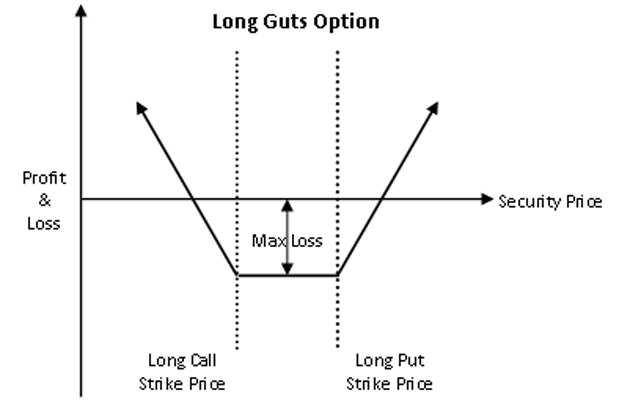 Long Guts Option
Profit
&
Loss
Security Price
Max Loss
Long Call
Strike Price
Long Put
Strike Price